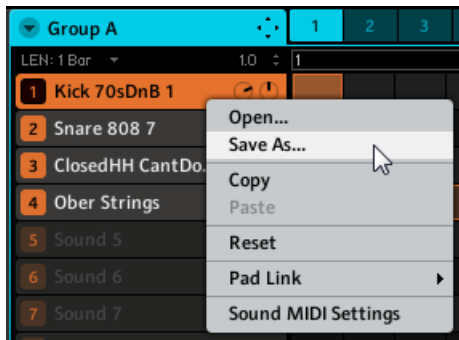 Group A 1 2 3
LEN: 1 Bar 1.0 1
1 Kick 70sDnB 1
2 Snare 808 7
3 ClosedHH CantDo.
4 Ober Strings
5 Sound 5
6 Sound 6
7 Sound 7
Open...
Save As...
Copy
Paste
Reset
Pad Link
Sound MIDI Settings